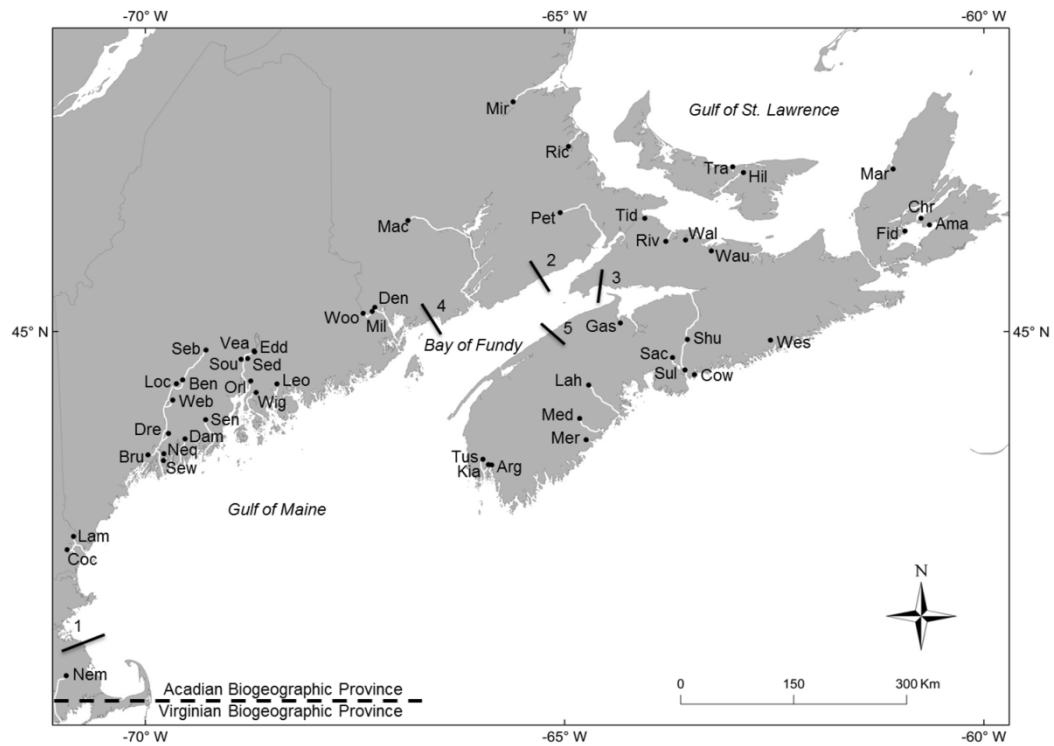 -70° W
-65° W
-60° W
Mir
Gulf of St. Lawrence
Ric
Tra
Hil
Mar
Chr
Ama
Fid
Pet
Tid
Mac
Riv
Wal
Wau
2
3
Den
4
Woo
Mil
Gas
45° N
45° N
5
Bay of Fundy
Vea
Edd
Shu
Wes
Seb
Sou
Sed
Sac
Sul
Cow
Loc
Ben
Orl
Leo
Lah
Web
Wig
Sen
Med
Dre
Dam
Mer
Bru
Neq
Sew
Tus
Kia
Arg
Gulf of Maine
Lam
Coc
N
1
Nem
Acadian Biogeographic Province
Virginian Biogeographic Province
0
150
300 Km
-70° W
-65° W
-60° W